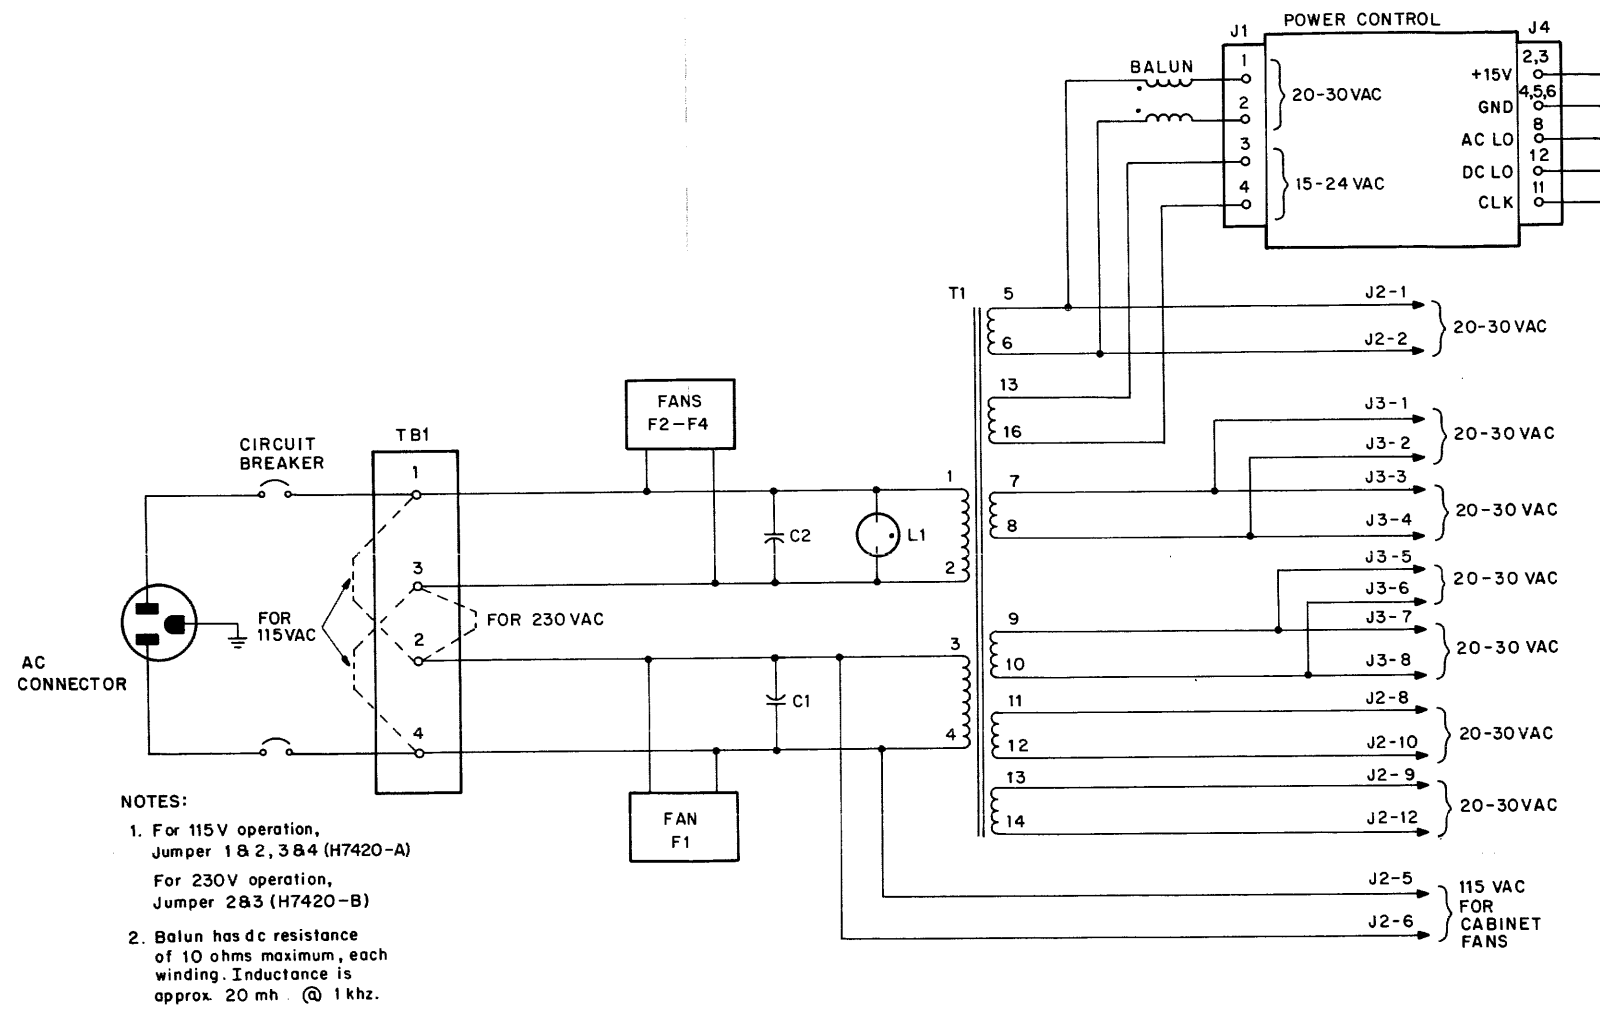 POWER CONTROL
J1
J4
1
2
3
4
BALUN
20-30 VAC
15-24 VAC
+15V
GND
AC LO
DC LO
CLK
2,3
4,5,6
8
12
11
T1
5
6
13
16
7
8
9
10
11
12
13
14
J2-1
J2-2
20-30 VAC
J3-1
J3-2
20-30 VAC
J3-3
J3-4
20-30 VAC
J3-5
J3-6
20-30 VAC
J3-7
J3-8
20-30 VAC
J2-8
J2-10
20-30 VAC
J2-9
J2-12
20-30VAC
J2-5
J2-6
115 VAC
FOR
CABINET
FANS
FANS
F2-F4
TB1
CIRCUIT
BREAKER
1
3
2
4
FOR
115VAC
FOR 230 VAC
AC
CONNECTOR
C2
L1
C1
1
2
3
4
FAN
F1
NOTES:
1. For 115V operation,
Jumper 1 & 2, 3 & 4 (H7420-A)
For 230V operation,
Jumper 2&3 (H7420-B)
2. Balun has dc resistance
of 10 ohms maximum, each
winding. Inductance is
approx. 20 mh @ 1 khz.